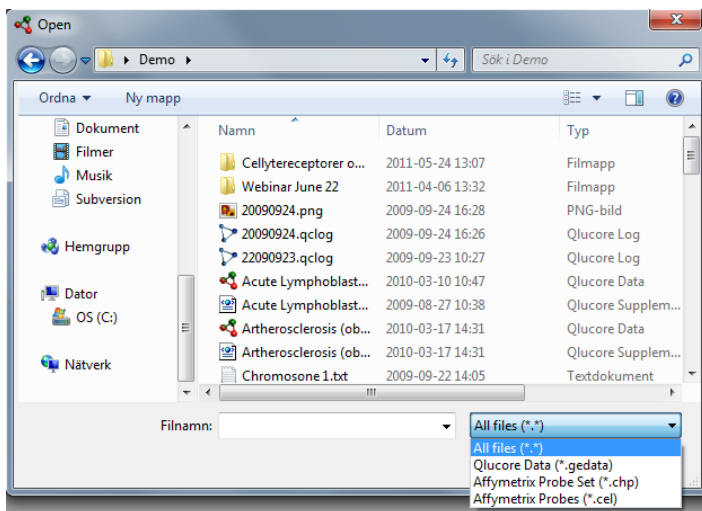 Open
Demo
Sök i Demo
Ordna Ny mapp
Dokument
Filmer
Musik
Subversion
Hemgrupp
Dator
OS (C:)
Nätverk
Namn Datum Typ
Cellytereceptorer o... 2011-05-24 13:07 Filmapp
Webinar June 22 2011-04-06 13:32 Filmapp
20090924.png 2009-09-24 16:28 PNG-bild
20090924.qclog 2009-09-24 16:26 Qlucore Log
22090923.qclog 2009-09-23 10:27 Qlucore Log
Acute Lymphoblast... 2010-03-10 10:47 Qlucore Data
Acute Lymphoblast... 2009-08-27 10:38 Qlucore Supplem...
Artherosclerosis (ob... 2010-03-17 14:31 Qlucore Data
Artherosclerosis (ob... 2010-03-17 14:31 Qlucore Supplem...
Chromosone 1.txt 2009-09-22 14:05 Textdokument
Filnamn:
All files (*.*)
All files (*.*)
Qlucore Data (*.gedata)
Affymetrix Probe Set (*.chp)
Affymetrix Probes (*.cel)